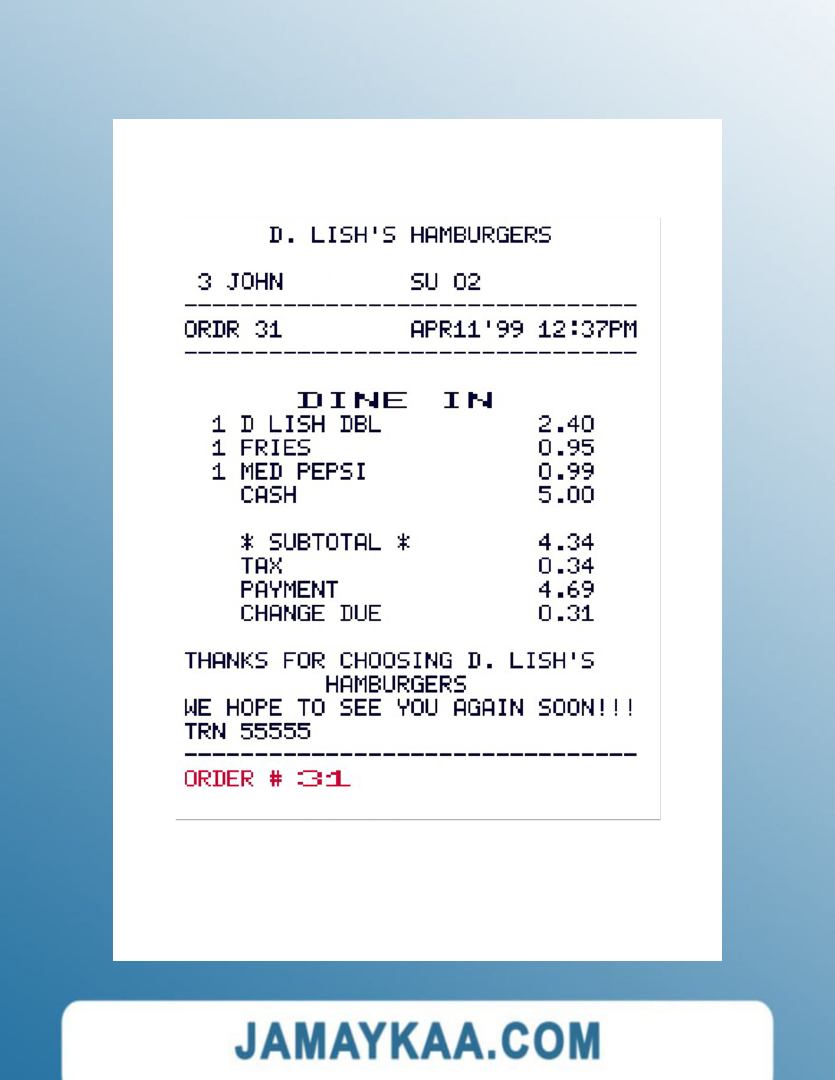 D. LISH'S HAMBURGERS
3 JOHN SU 02
--------------------------------
ORDR 31 APR11'99 12:37PM
--------------------------------
DINE IN
1 D LISH DBL 2.40
1 FRIES 0.95
1 MED PEPSI 0.99
CASH 5.00
* SUBTOTAL * 4.34
TAX 0.34
PAYMENT 4.69
CHANGE DUE 0.31
THANKS FOR CHOOSING D. LISH'S
HAMBURGERS
WE HOPE TO SEE YOU AGAIN SOON!!!
TRN 55555
--------------------------------
ORDER # 31
JAMAYKAA.COM